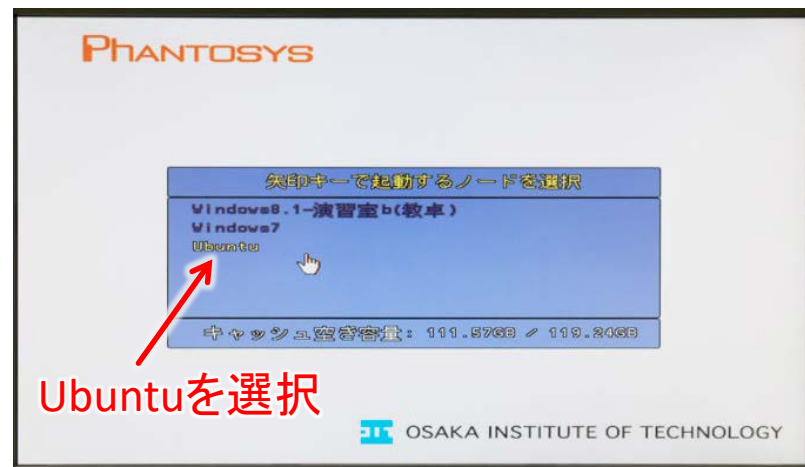 PHANTOSYS
矢印キーで起動するノードを選択
Windows8.1-演習室b(教卓)
Windows7
Ubuntu
キャッシュ空き容量: 111.57GB / 119.24GB
Ubuntuを選択
OSAKA INSTITUTE OF TECHNOLOGY